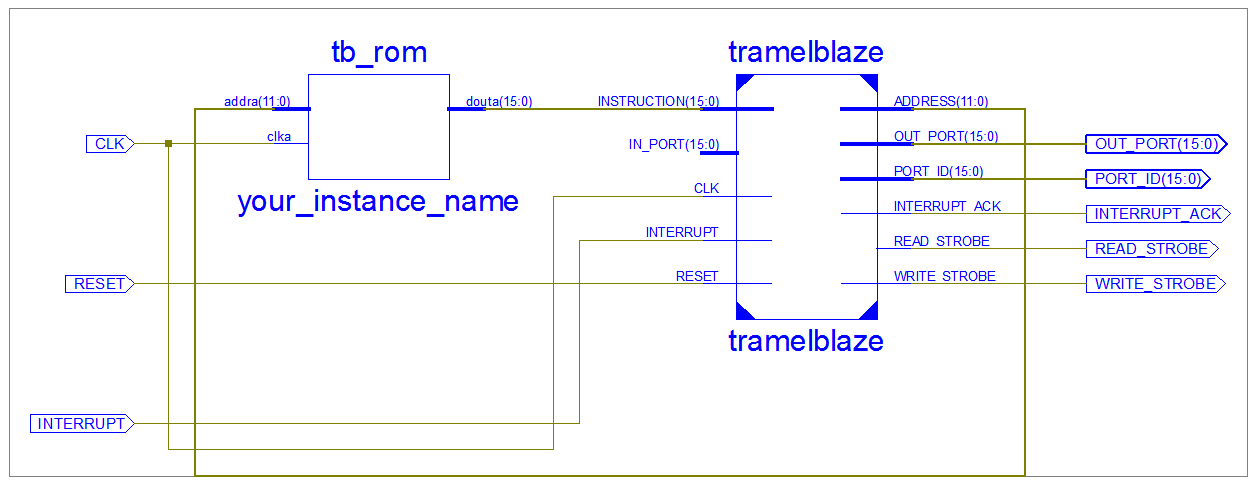 tb_rom
tramelblaze
addra(11:0)
douta(15:0)
INSTRUCTION(15:0)
ADDRESS(11:0)
CLK
clka
IN_PORT(15:0)
OUT_PORT(15:0)
OUT_PORT(15:0)
PORT_ID(15:0)
PORT_ID(15:0)
your_instance_name
CLK
INTERRUPT_ACK
INTERRUPT_ACK
INTERRUPT
READ_STROBE
READ_STROBE
RESET
RESET
WRITE_STROBE
WRITE_STROBE
tramelblaze
INTERRUPT